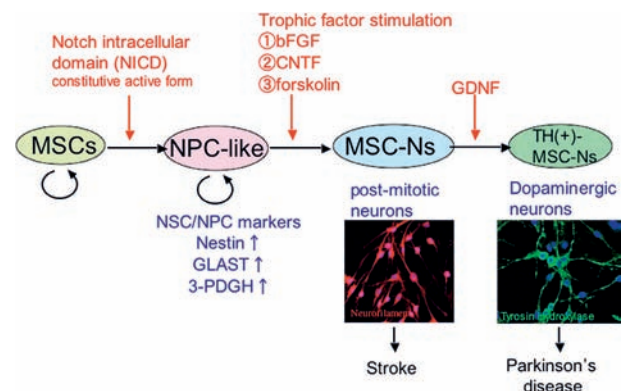 Notch intracellular
domain (NICD)
constitutive active form
Trophic factor stimulation
①bFGF
②CNTF
③forskolin
GDNF
MSCs
NPC-like
MSC-Ns
TH(+)-
MSC-Ns
NSC/NPC markers
Nestin ↑
GLAST ↑
3-PDGH ↑
post-mitotic
neurons
Dopaminergic
neurons
Neurofilament
Tyrosin hydroxylase
Stroke
Parkinson's
disease